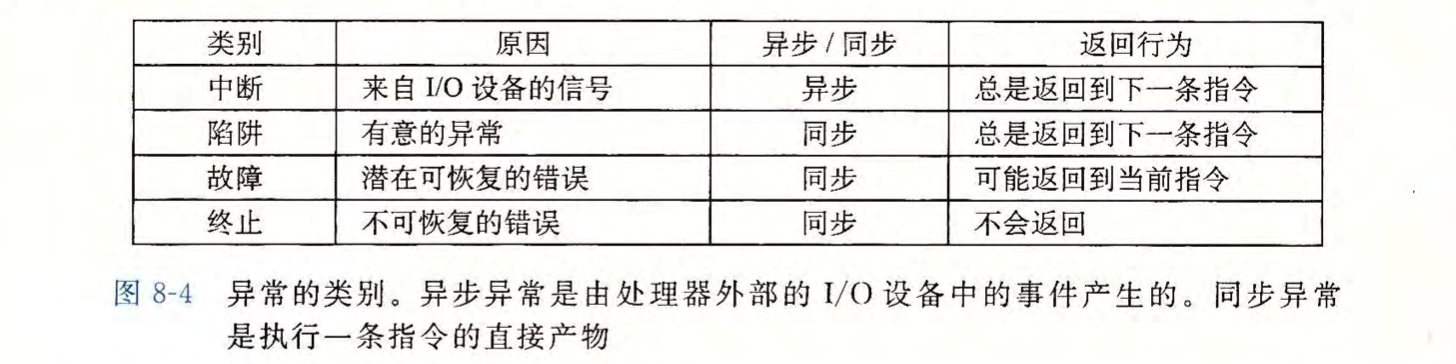 类别 原因 异步 / 同步 返回行为
中断 来自 I/O 设备的信号 异步 总是返回到下一条指令
陷阱 有意的异常 同步 总是返回到下一条指令
故障 潜在可恢复的错误 同步 可能返回到当前指令
终止 不可恢复的错误 同步 不会返回
图 8-4 异常的类别。异步异常是由处理器外部的 I/O 设备中的事件产生的。同步异常
是执行一条指令的直接产物